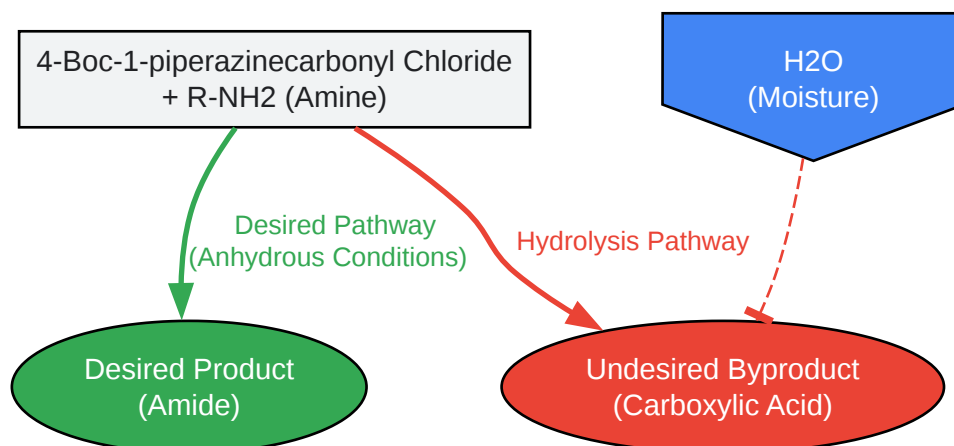 4-Boc-1-piperazinecarbonyl Chloride
+ R-NH2 (Amine)
H2O
(Moisture)
Desired Pathway
(Anhydrous Conditions)
Hydrolysis Pathway
Desired Product
(Amide)
Undesired Byproduct
(Carboxylic Acid)